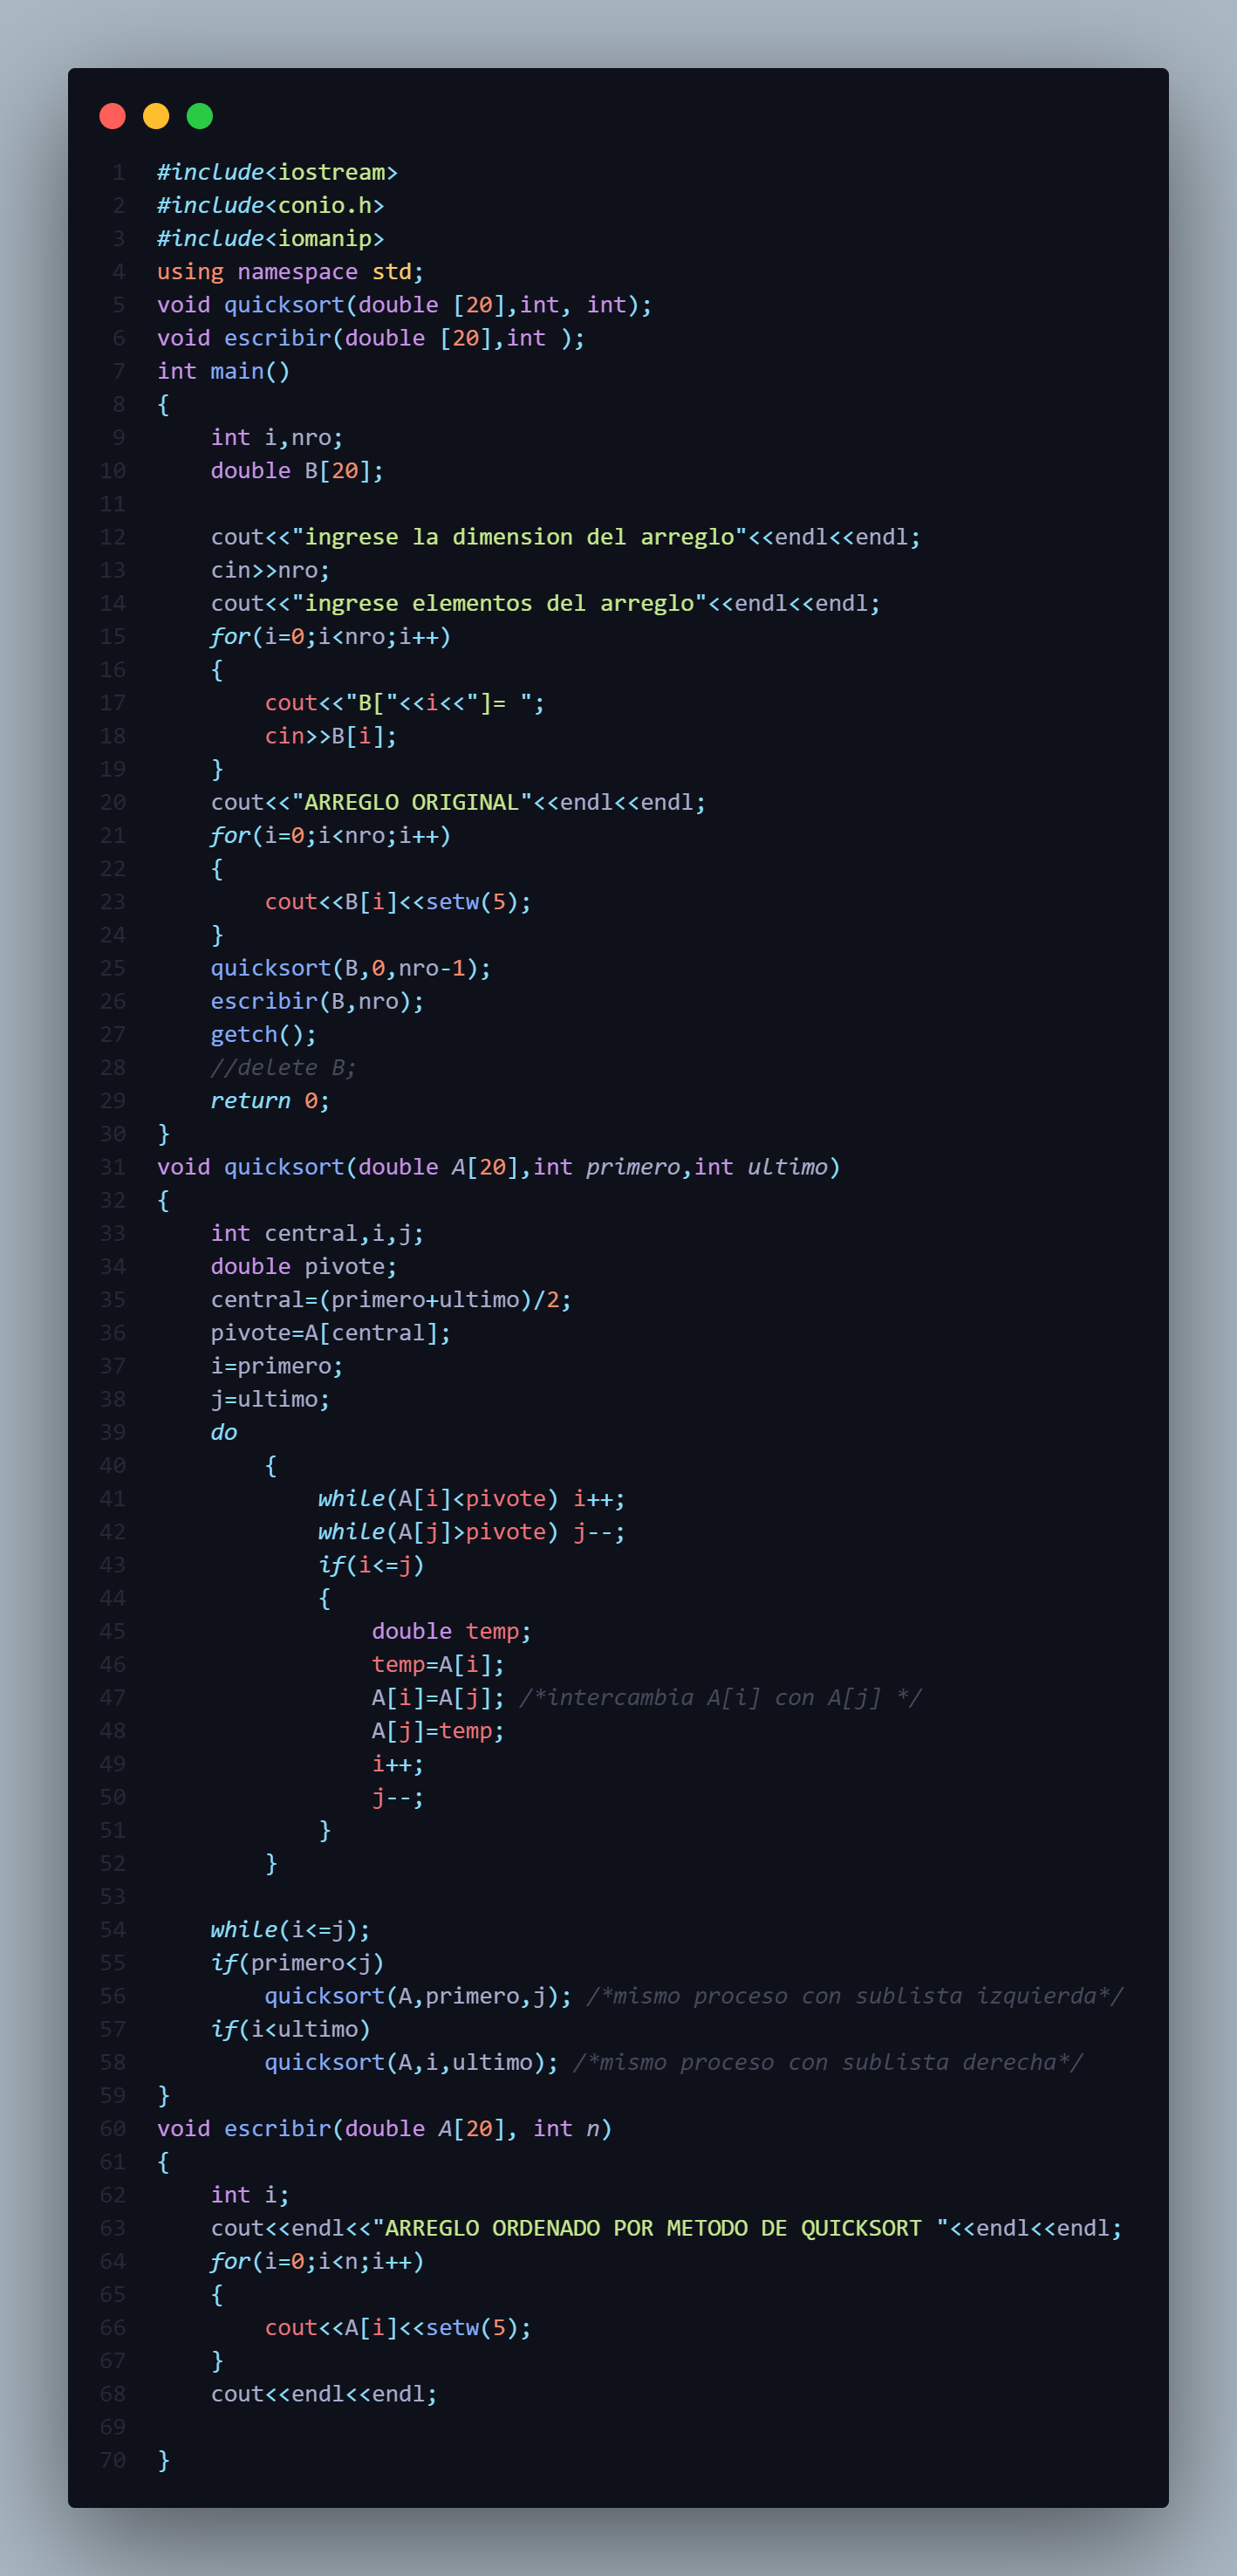 1 #include<iostream>
2 #include<conio.h>
3 #include<iomanip>
4 using namespace std;
5 void quicksort(double [20],int, int);
6 void escribir(double [20],int );
7 int main()
8 {
9     int i,nro;
10     double B[20];
11
12     cout<<"ingrese la dimension del arreglo"<<endl<<endl;
13     cin>>nro;
14     cout<<"ingrese elementos del arreglo"<<endl<<endl;
15     for(i=0;i<nro;i++)
16     {
17         cout<<"B["<<i<<"]= ";
18         cin>>B[i];
19     }
20     cout<<"ARREGLO ORIGINAL"<<endl<<endl;
21     for(i=0;i<nro;i++)
22     {
23         cout<<B[i]<<setw(5);
24     }
25     quicksort(B,0,nro-1);
26     escribir(B,nro);
27     getch();
28     //delete B;
29     return 0;
30 }
31 void quicksort(double A[20],int primero,int ultimo)
32 {
33     int central,i,j;
34     double pivote;
35     central=(primero+ultimo)/2;
36     pivote=A[central];
37     i=primero;
38     j=ultimo;
39     do
40         {
41             while(A[i]<pivote) i++;
42             while(A[j]>pivote) j--;
43             if(i<=j)
44             {
45                 double temp;
46                 temp=A[i];
47                 A[i]=A[j]; /*intercambia A[i] con A[j] */
48                 A[j]=temp;
49                 i++;
50                 j--;
51             }
52         }
53
54     while(i<=j);
55     if(primero<j)
56         quicksort(A,primero,j); /*mismo proceso con sublista izquierda*/
57     if(i<ultimo)
58         quicksort(A,i,ultimo); /*mismo proceso con sublista derecha*/
59 }
60 void escribir(double A[20], int n)
61 {
62     int i;
63     cout<<endl<<"ARREGLO ORDENADO POR METODO DE QUICKSORT "<<endl<<endl;
64     for(i=0;i<n;i++)
65     {
66         cout<<A[i]<<setw(5);
67     }
68     cout<<endl<<endl;
69
70 }